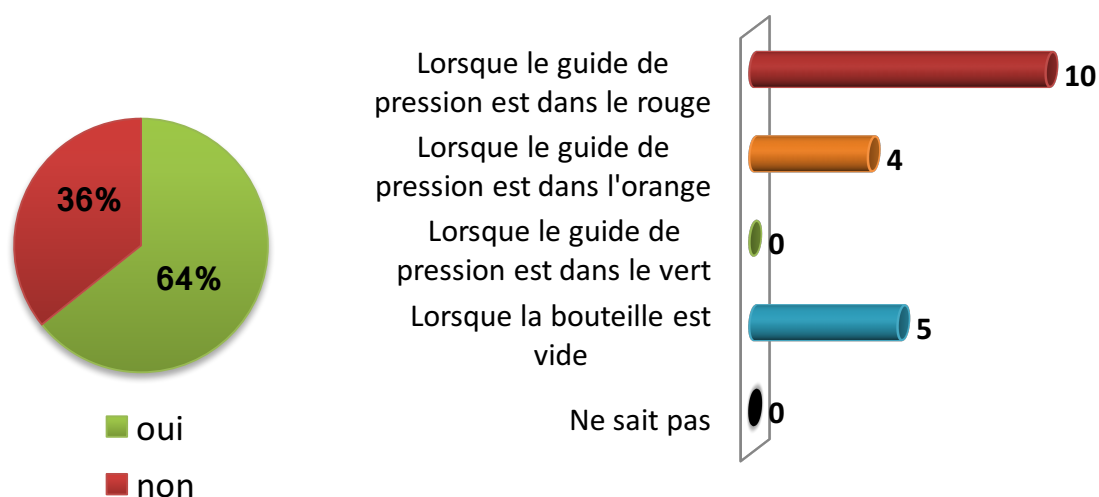 36%
64%
oui
non
Lorsque le guide de
pression est dans le rouge
10
Lorsque le guide de
pression est dans l'orange
4
Lorsque le guide de
pression est dans le vert
0
Lorsque la bouteille est
vide
5
Ne sait pas
0